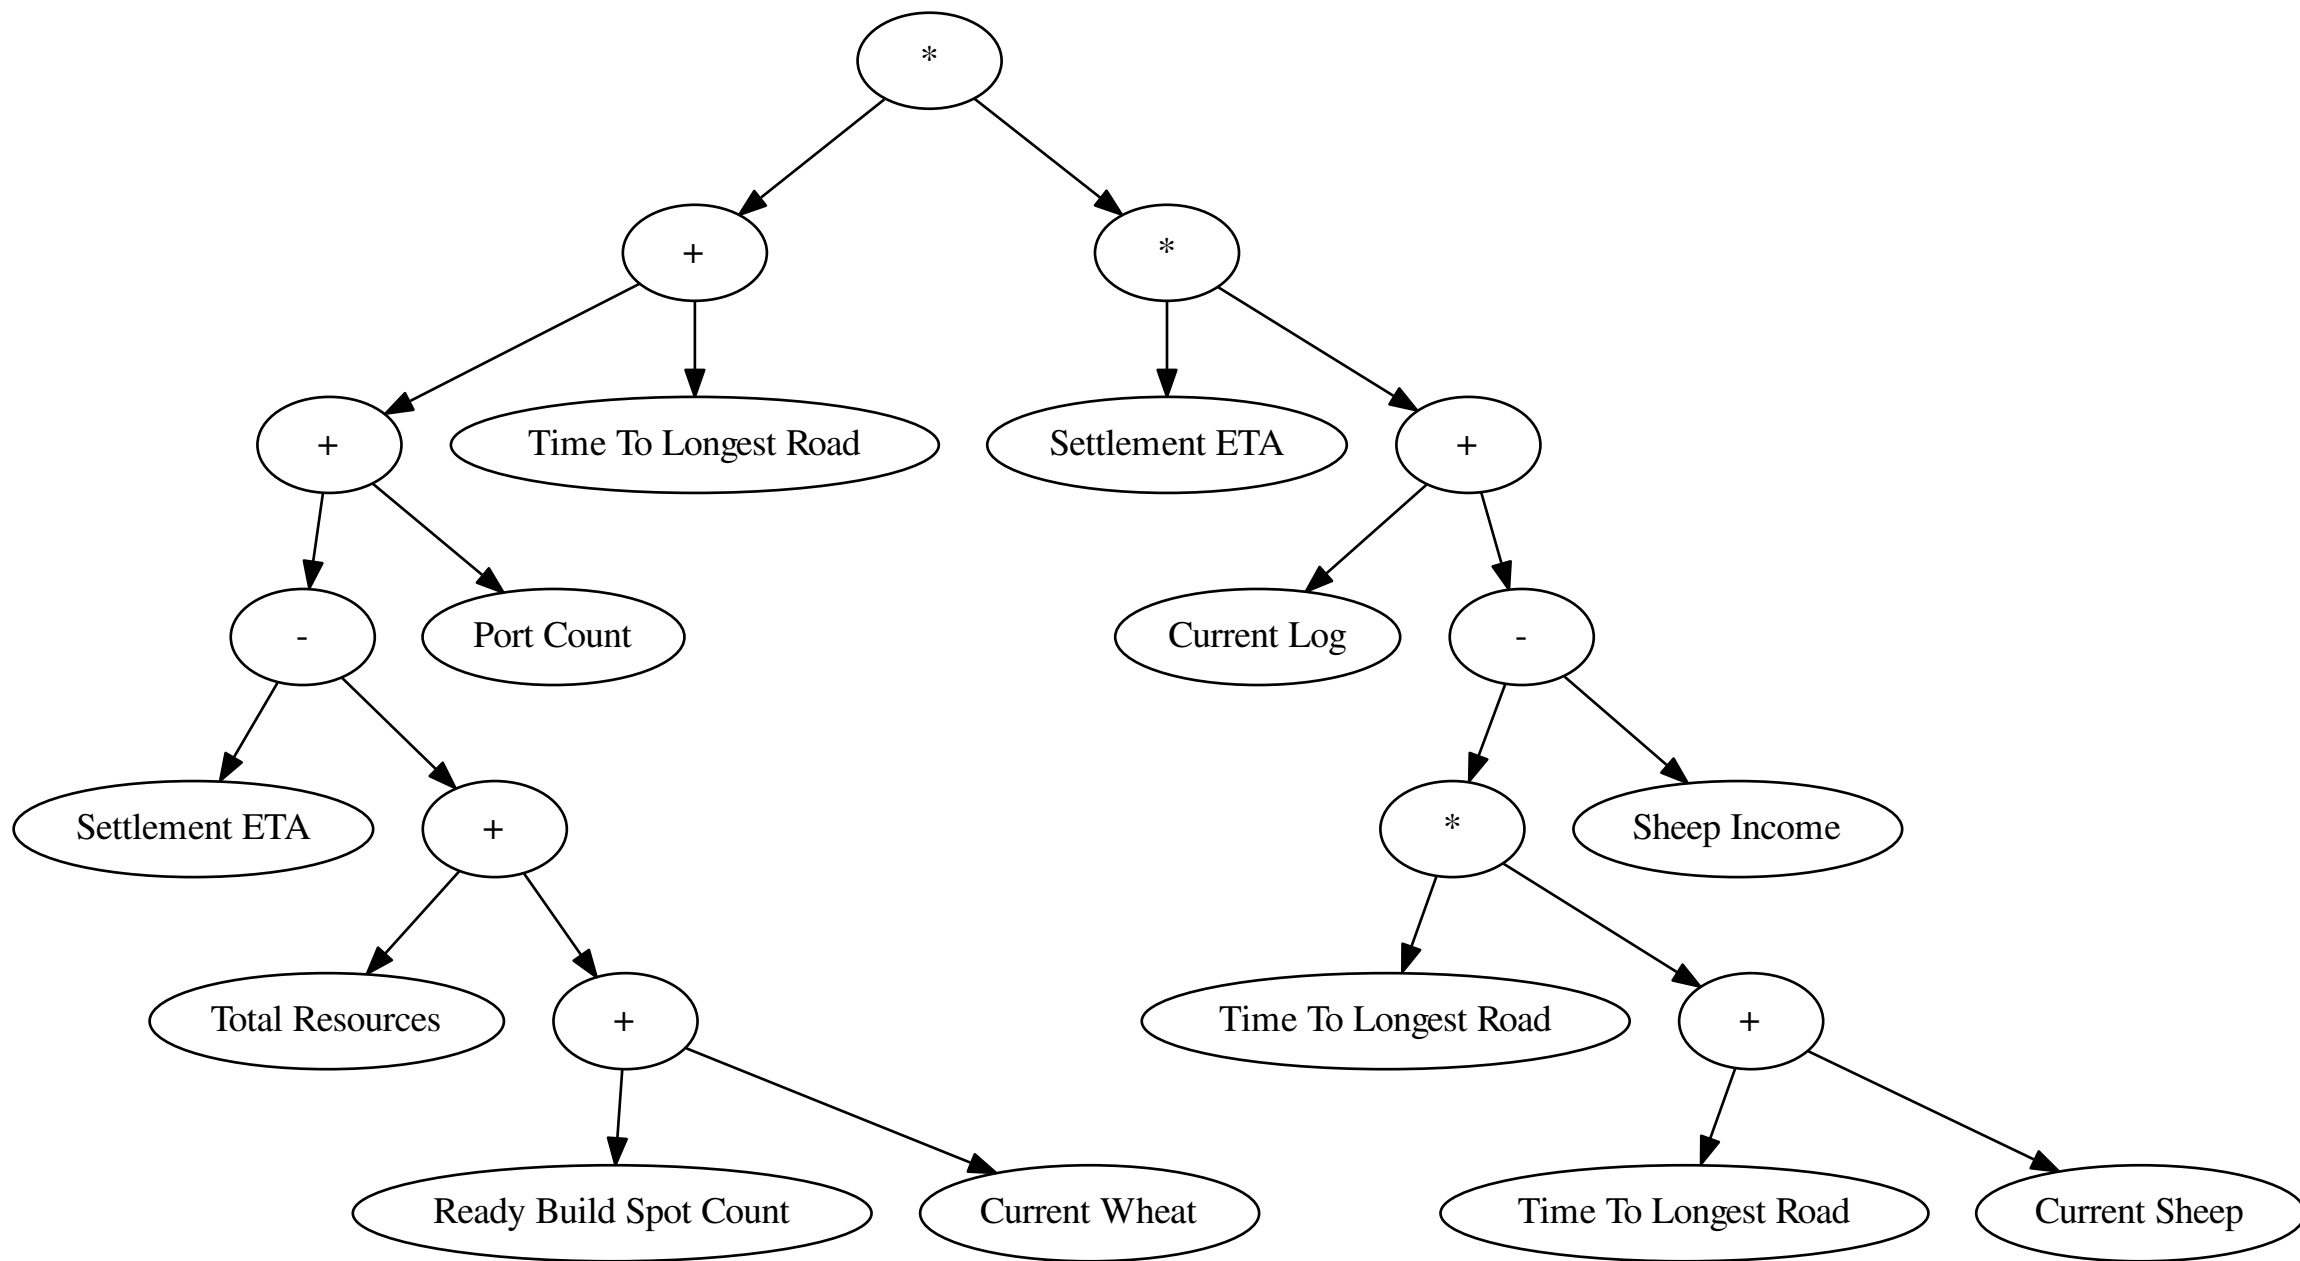 *
+
*
+
Time To Longest Road
Settlement ETA
+
-
Port Count
Current Log
-
Settlement ETA
+
*
Sheep Income
Total Resources
+
Time To Longest Road
+
Ready Build Spot Count
Current Wheat
Time To Longest Road
Current Sheep